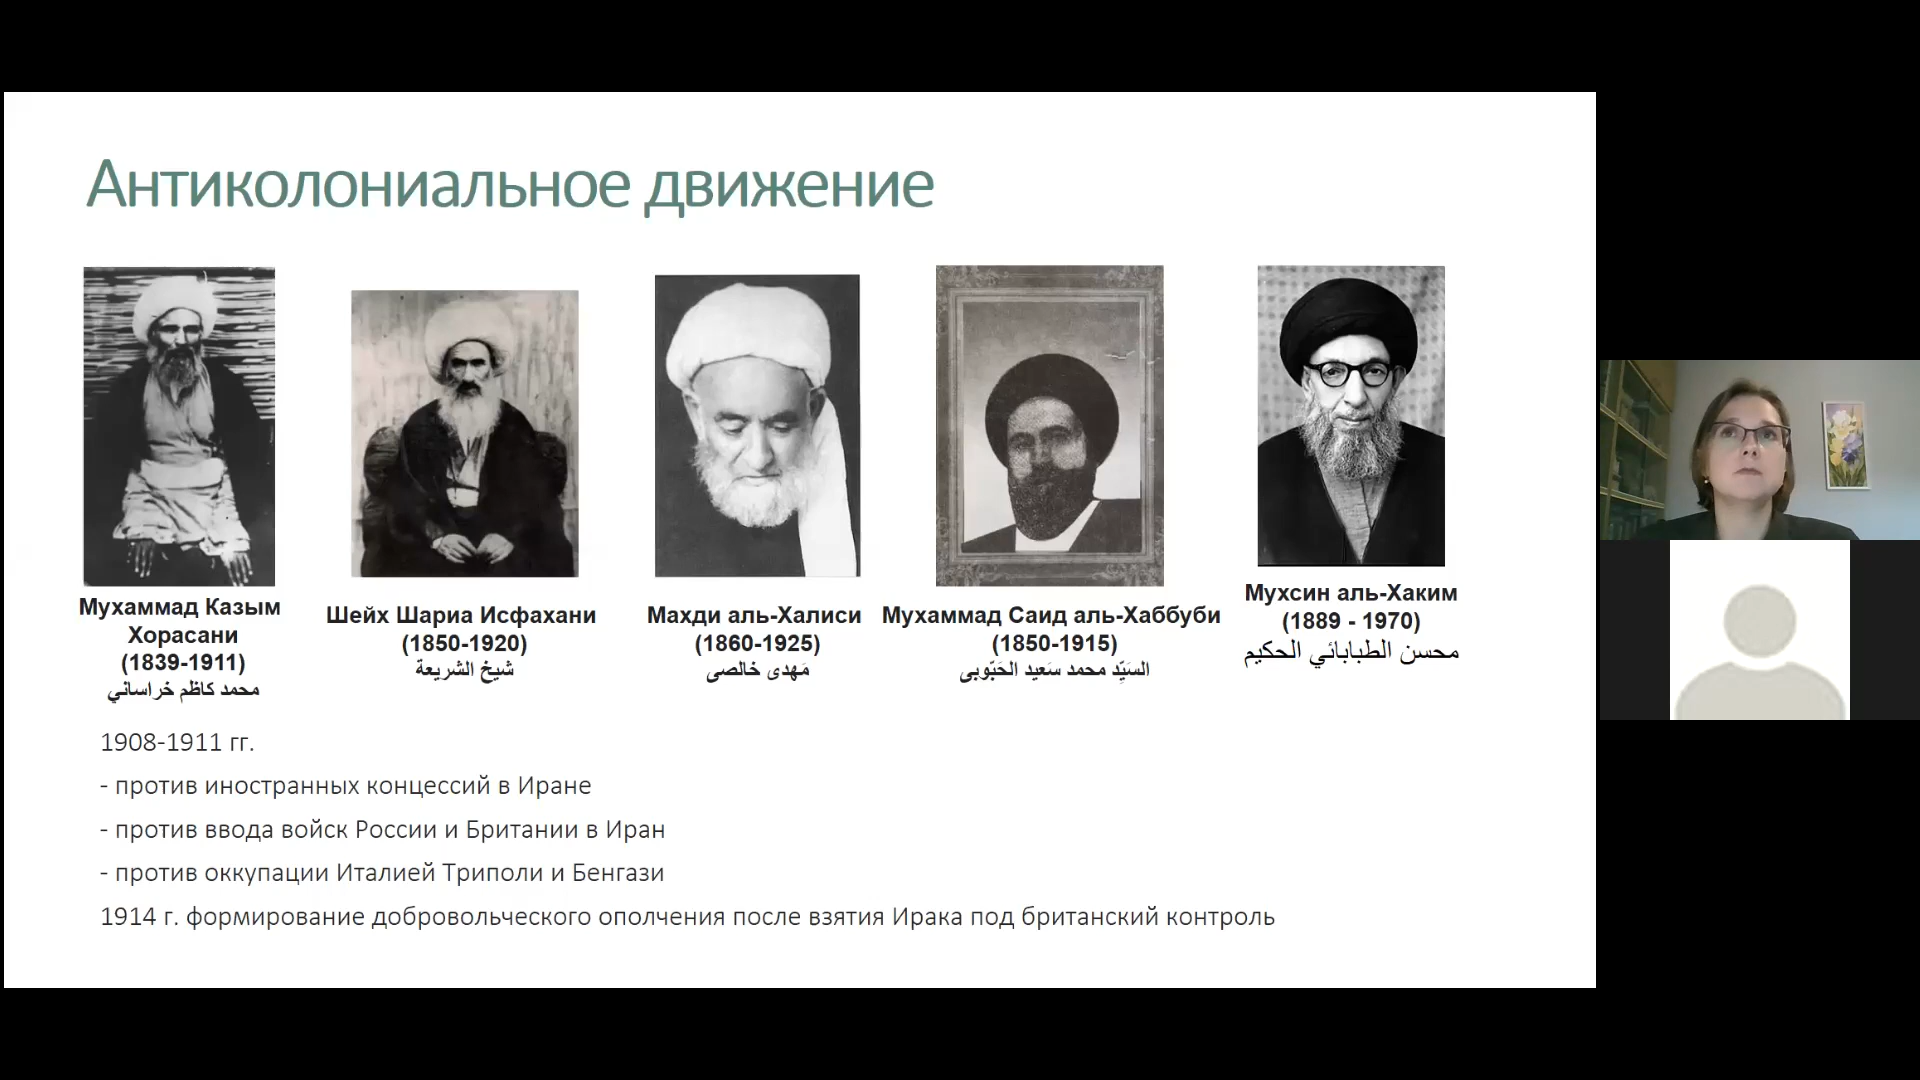 Антиколониальное движение
Мухаммад Казым
Хорасани
(1839-1911)
محمد كاظم خراساني
Шейх Шариа Исфахани
(1850-1920)
شيخ الشريعة
Махди аль-Халиси
(1860-1925)
مَهدی خالصی
Мухаммад Саид аль-Хаббуби
(1850-1915)
السَيِّد محمد سَعيد الحَبّوبی
Мухсин аль-Хаким
(1889 - 1970)
محسن الطبابائي الحكيم
1908-1911 гг.
- против иностранных концессий в Иране
- против ввода войск России и Британии в Иран
- против оккупации Италией Триполи и Бенгази
1914 г. формирование добровольческого ополчения после взятия Ирака под британский контроль